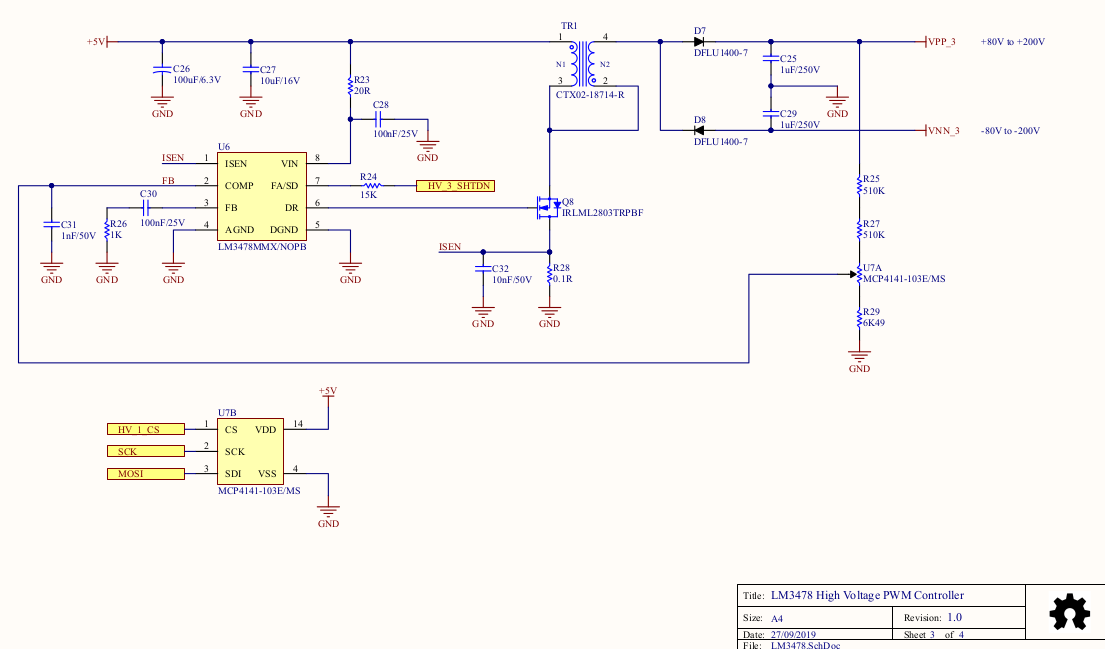 TR1
+5V
1
4
D7
DFLU1400-7
VPP_3
+80V to +200V
C26
100uF/6.3V
GND
C27
10uF/16V
GND
R23
20R
N1
N2
3
2
CTX02-18714-R
C25
1uF/250V
GND
C28
100nF/25V
GND
D8
DFLU1400-7
C29
1uF/250V
VNN_3
-80V to -200V
U6
ISEN
1
ISEN
VIN
8
FB
2
COMP
FA/SD
7
R24
15K
HV_3_SHTDN
3
FB
DR
6
4
AGND
DGND
5
LM3478MMX/NOPB
C30
100nF/25V
C31
1nF/50V
GND
R26
1K
GND
GND
GND
Q8
IRLML2803TRPBF
ISEN
C32
10nF/50V
GND
R28
0.1R
GND
R25
510K
R27
510K
U7A
MCP4141-103E/MS
R29
6K49
GND
+5V
U7B
HV_1_CS
1
CS
VDD
14
SCK
2
SCK
MOSI
3
SDI
VSS
4
MCP4141-103E/MS
GND
Title: LM3478 High Voltage PWM Controller
Size: A4
Revision: 1.0
Date: 27/09/2019
Sheet 3 of 4
File: LM3478.SchDoc